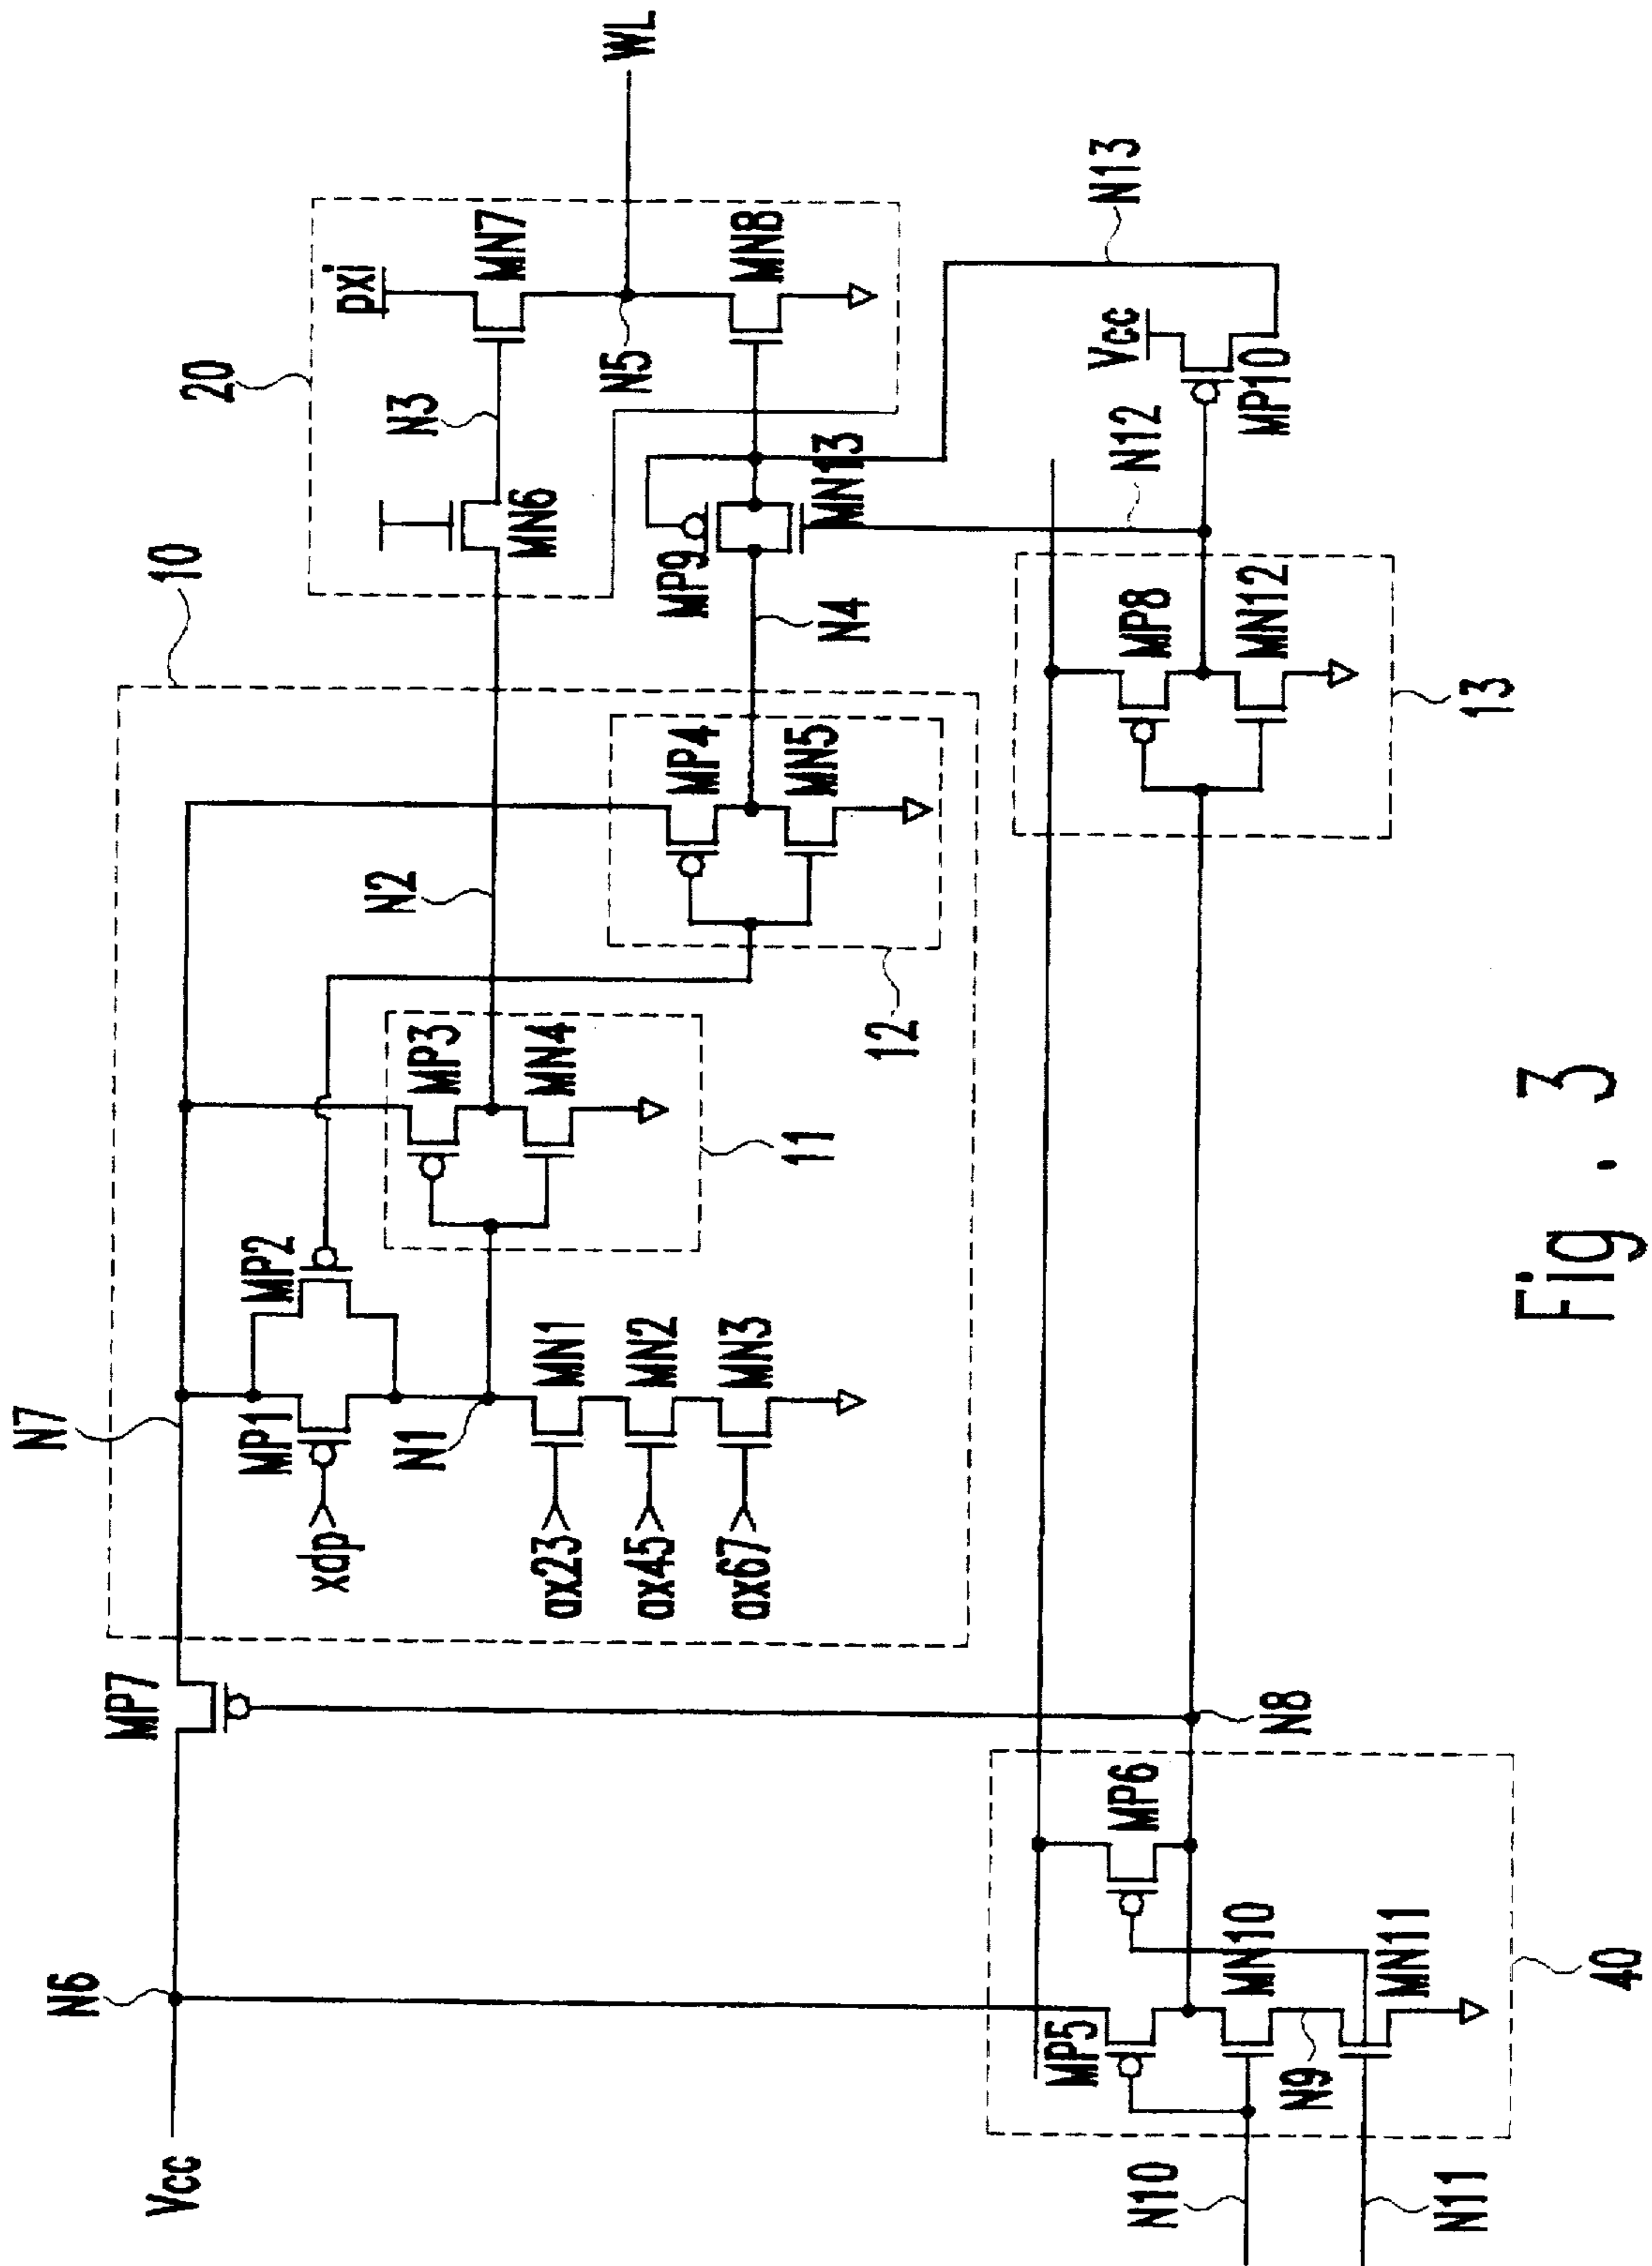 Vcc
N6
MP7
N7
10
MP1
MP2
xdp
N1
ax23
MN1
ax45
MN2
ax67
MN3
MP3
MN4
11
N2
MP4
MN5
12
20
pxi
MN7
N3
MN6
N5
WL
MN8
MP9
MN13
N4
N13
Vcc
MP10
N12
MP8
MN12
13
N8
MP6
MP5
MN10
N9
MN11
40
N10
N11
Fig. 3